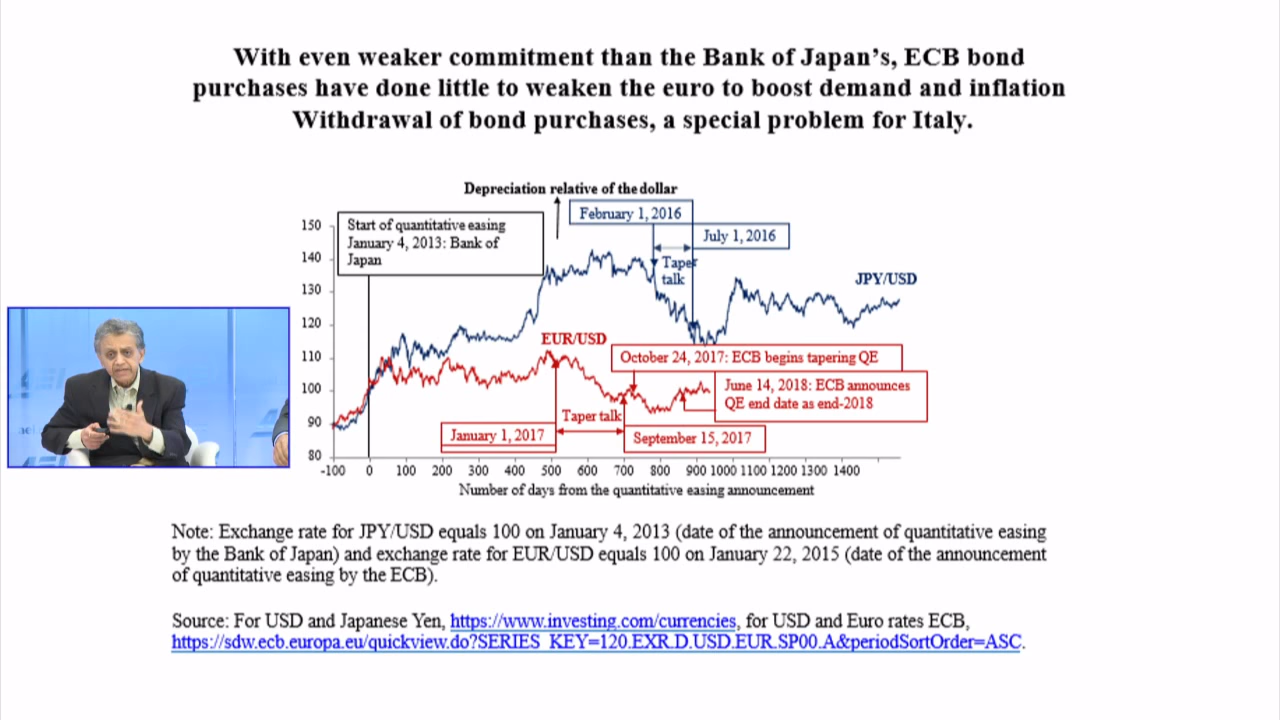 With even weaker commitment than the Bank of Japan's, ECB bond
purchases have done little to weaken the euro to boost demand and inflation
Withdrawal of bond purchases, a special problem for Italy.
Depreciation relative of the dollar
Start of quantitative easing
January 4, 2013: Bank of
Japan
February 1, 2016
July 1, 2016
Taper
talk
JPY/USD
EUR/USD
October 24, 2017: ECB begins tapering QE
June 14, 2018: ECB announces
QE end date as end-2018
Taper talk
January 1, 2017
September 15, 2017
150
140
130
120
110
100
90
80
-100 0 100 200 300 400 500 600 700 800 900 1000 1100 1200 1300 1400
Number of days from the quantitative easing announcement
Note: Exchange rate for JPY/USD equals 100 on January 4, 2013 (date of the announcement of quantitative easing
by the Bank of Japan) and exchange rate for EUR/USD equals 100 on January 22, 2015 (date of the announcement
of quantitative easing by the ECB).
Source: For USD and Japanese Yen, https://www.investing.com/currencies, for USD and Euro rates ECB,
https://sdw.ecb.europa.eu/quickview.do?SERIES_KEY=120.EXR.D.USD.EUR.SP00.A&periodSortOrder=ASC.